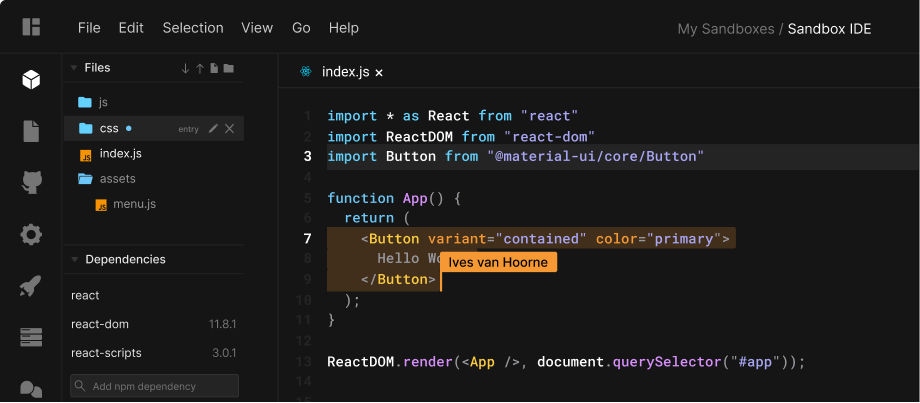 File Edit Selection View Go Help
My Sandboxes / Sandbox IDE
Files
js
css
entry
JS index.js
assets
JS menu.js
Dependencies
react
react-dom 11.8.1
react-scripts 3.0.1
Add npm dependency
index.js
1 import * as React from "react"
2 import ReactDOM from "react-dom"
3 import Button from "@material-ui/core/Button"
4
5 function App() {
6 return (
7 <Button variant="contained" color="primary">
8 Hello Wo
Ives van Hoorne
9 </Button>
10 );
11 }
12
13 ReactDOM.render(<App />, document.querySelector("#app"));
14
15